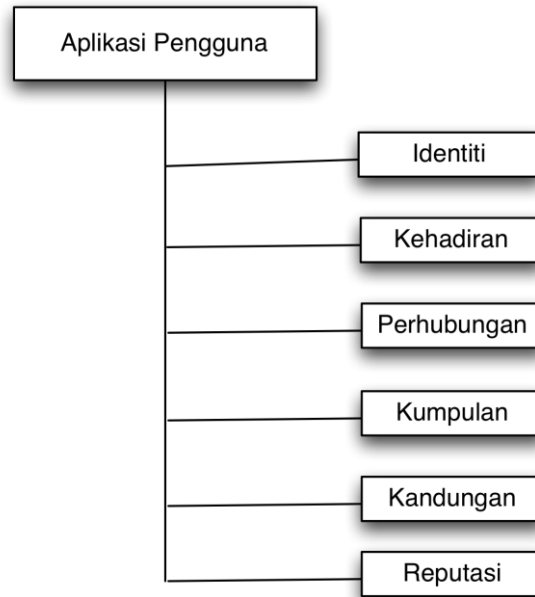 Aplikasi Pengguna
Identiti
Kehadiran
Perhubungan
Kumpulan
Kandungan
Reputasi